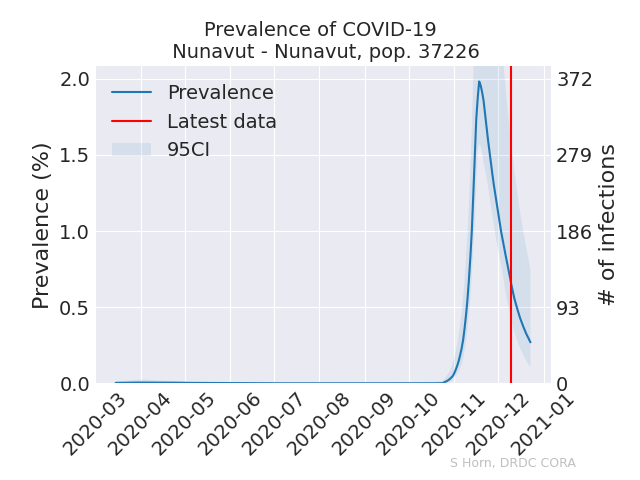 Prevalence of COVID-19
Nunavut - Nunavut, pop. 37226
Prevalence
Latest data
95CI
Prevalence (%)
2.0
1.5
1.0
0.5
0.0
372
279
186
93
0
# of infections
2020-03
2020-04
2020-05
2020-06
2020-07
2020-08
2020-09
2020-10
2020-11
2020-12
2021-01
S Horn, DRDC CORA